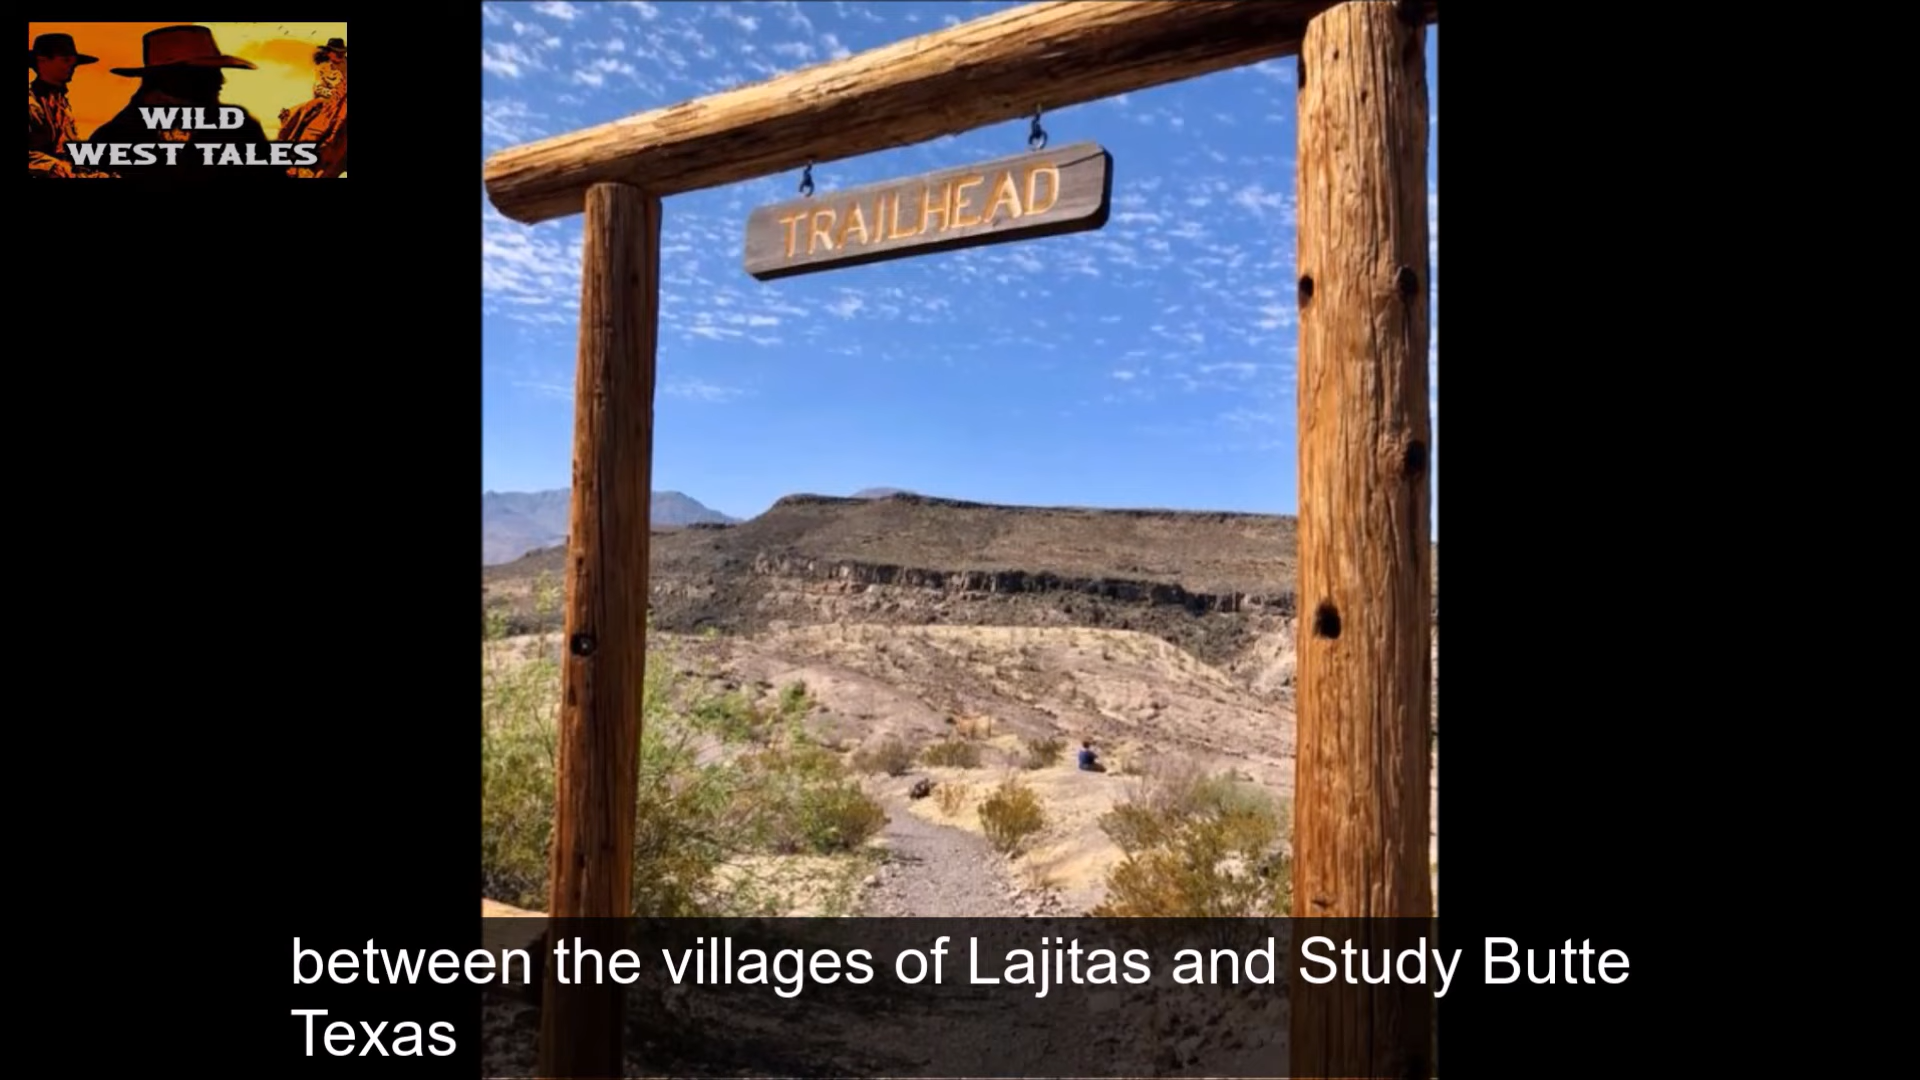 WILD
WEST TALES
TRAILHEAD
between the villages of Lajitas and Study Butte
Texas